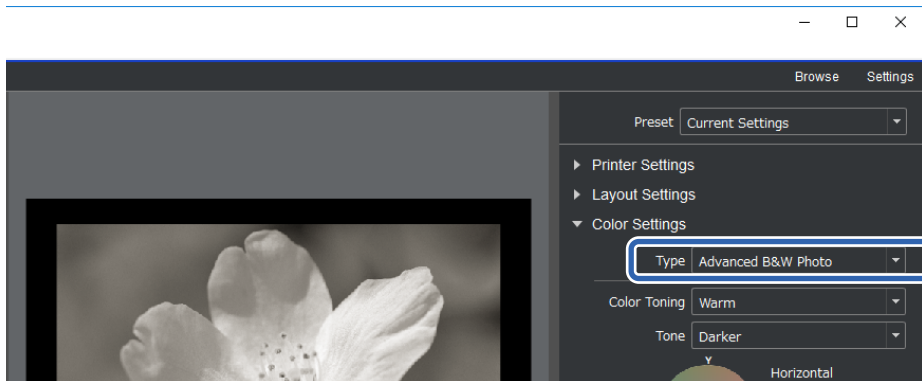 Browse Settings
Preset Current Settings
Printer Settings
Layout Settings
Color Settings
Type Advanced B&W Photo
Color Toning Warm
Tone Darker
Y
Horizontal